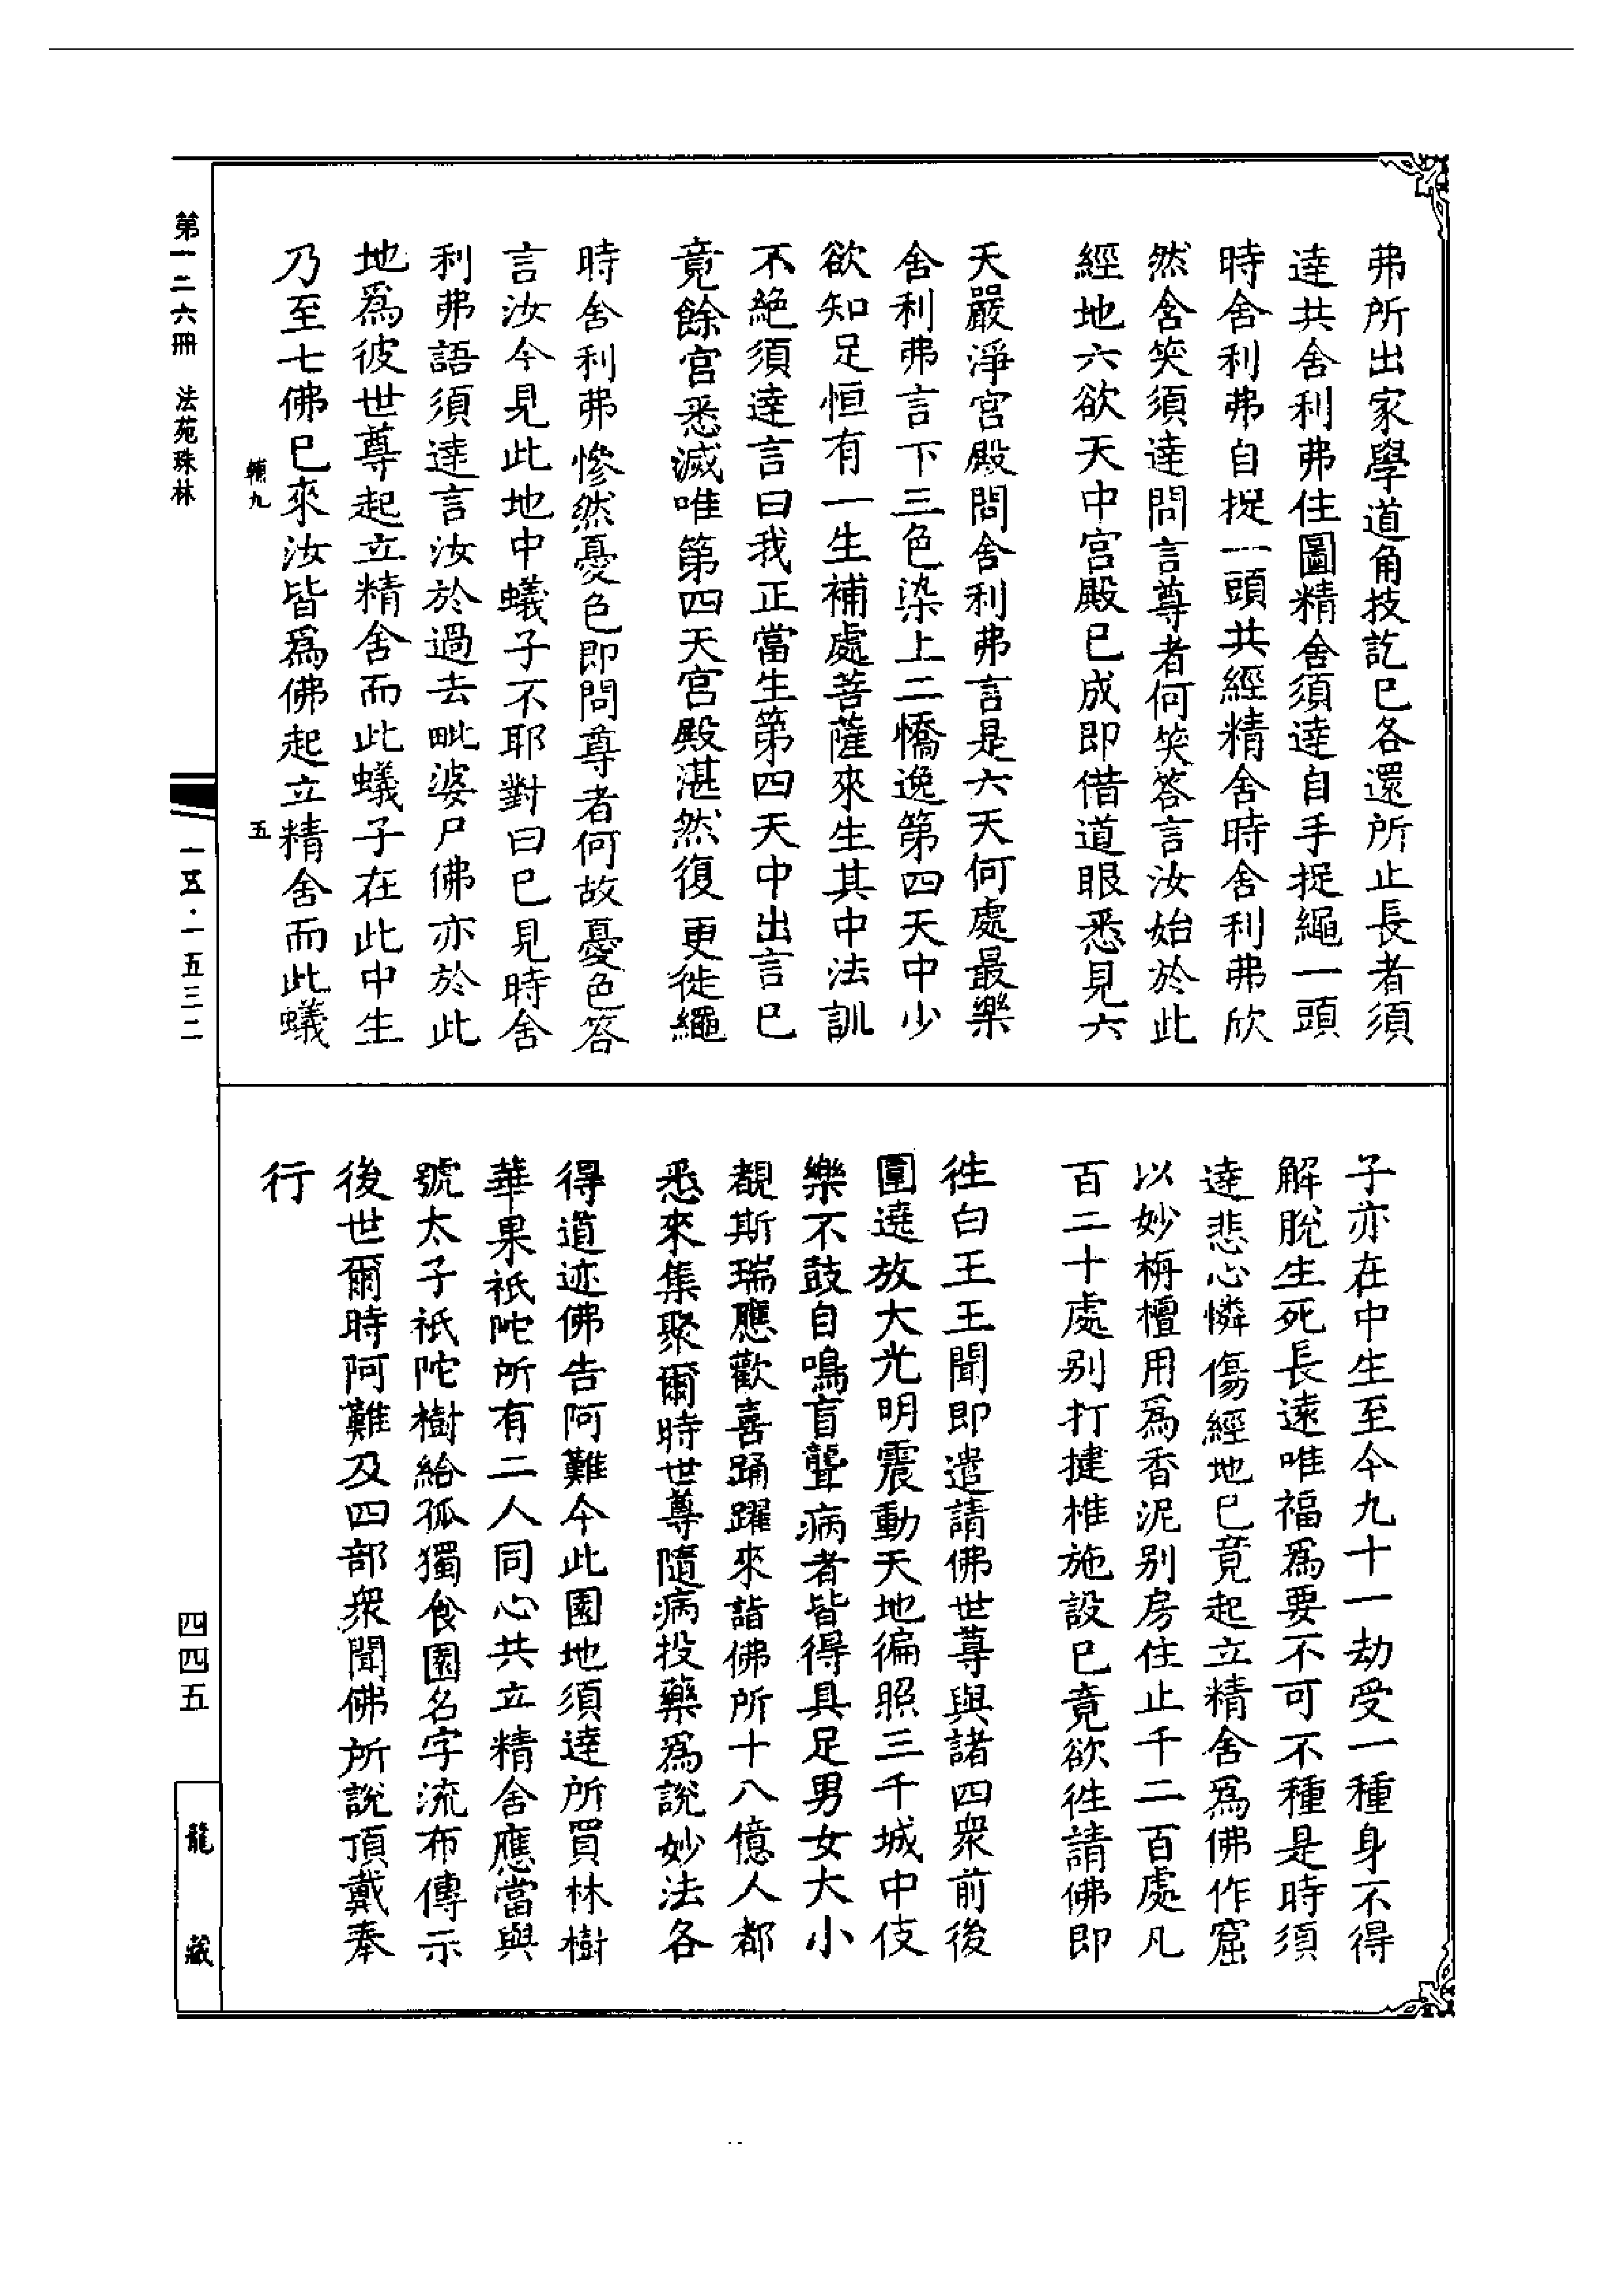 弗所出家學道角技訖已各還所止長者須
達共舍利弗往圖精舍須達自手捉繩一頭
時舍利弗自捉一頭共經精舍時舍利弗欣
然含笑須達問言尊者何笑答言汝始於此
經地六欲天中宮殿已成即借道眼悉見六
天嚴淨宮殿問舍利弗言是六天何處最樂
舍利弗言下三色染上二憍逸第四天中少
欲知足恒有一生補處菩薩來生其中法訓
不絕須達言曰我正當生第四天中出言已
竟餘宮悉滅唯第四天宮殿湛然復更徙繩
時舍利弗慘然憂色即問尊者何故憂色答
言汝今見此地中蟻子不耶對曰已見時舍
利弗語須達言汝於過去毗婆尸佛亦於此
地為彼世尊起立精舍而此蟻子在此中生
乃至七佛已來汝皆為佛起立精舍而此蟻
輔九 五
第一二六冊 法苑珠林
一五·一五三二
子亦在中生至今九十一劫受一種身不得
解脫生死長遠唯福為要不可不種是時須
達悲心憐傷經地已竟起立精舍為佛作窟
以妙栴檀用為香泥別房住止千二百處凡
百二十處別打揵椎施設已竟欲往請佛即
往白王王聞即遣請佛世尊與諸四眾前後
圍遶放大光明震動天地徧照三千城中伎
樂不鼓自鳴盲聾病者皆得具足男女大小
覩斯瑞應歡喜踊躍來詣佛所十八億人都
悉來集聚爾時世尊隨病投藥為說妙法各
得道迹佛告阿難今此園地須達所買林樹
華果祇陀所有二人同心共立精舍應當與
號太子祇陀樹給孤獨食園名字流布傳示
後世爾時阿難及四部眾聞佛所說頂戴奉
行
四四五
龍藏